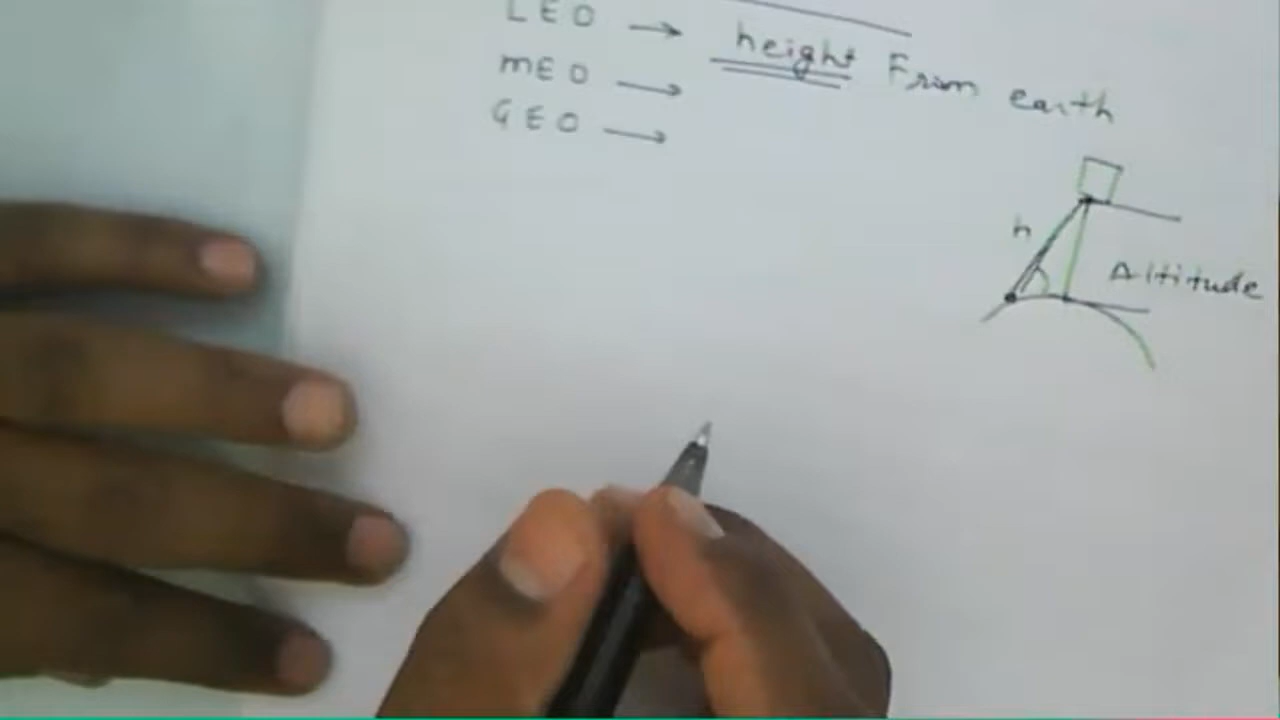 LEO → height From earth
MEO →
GEO →
h
Altitude